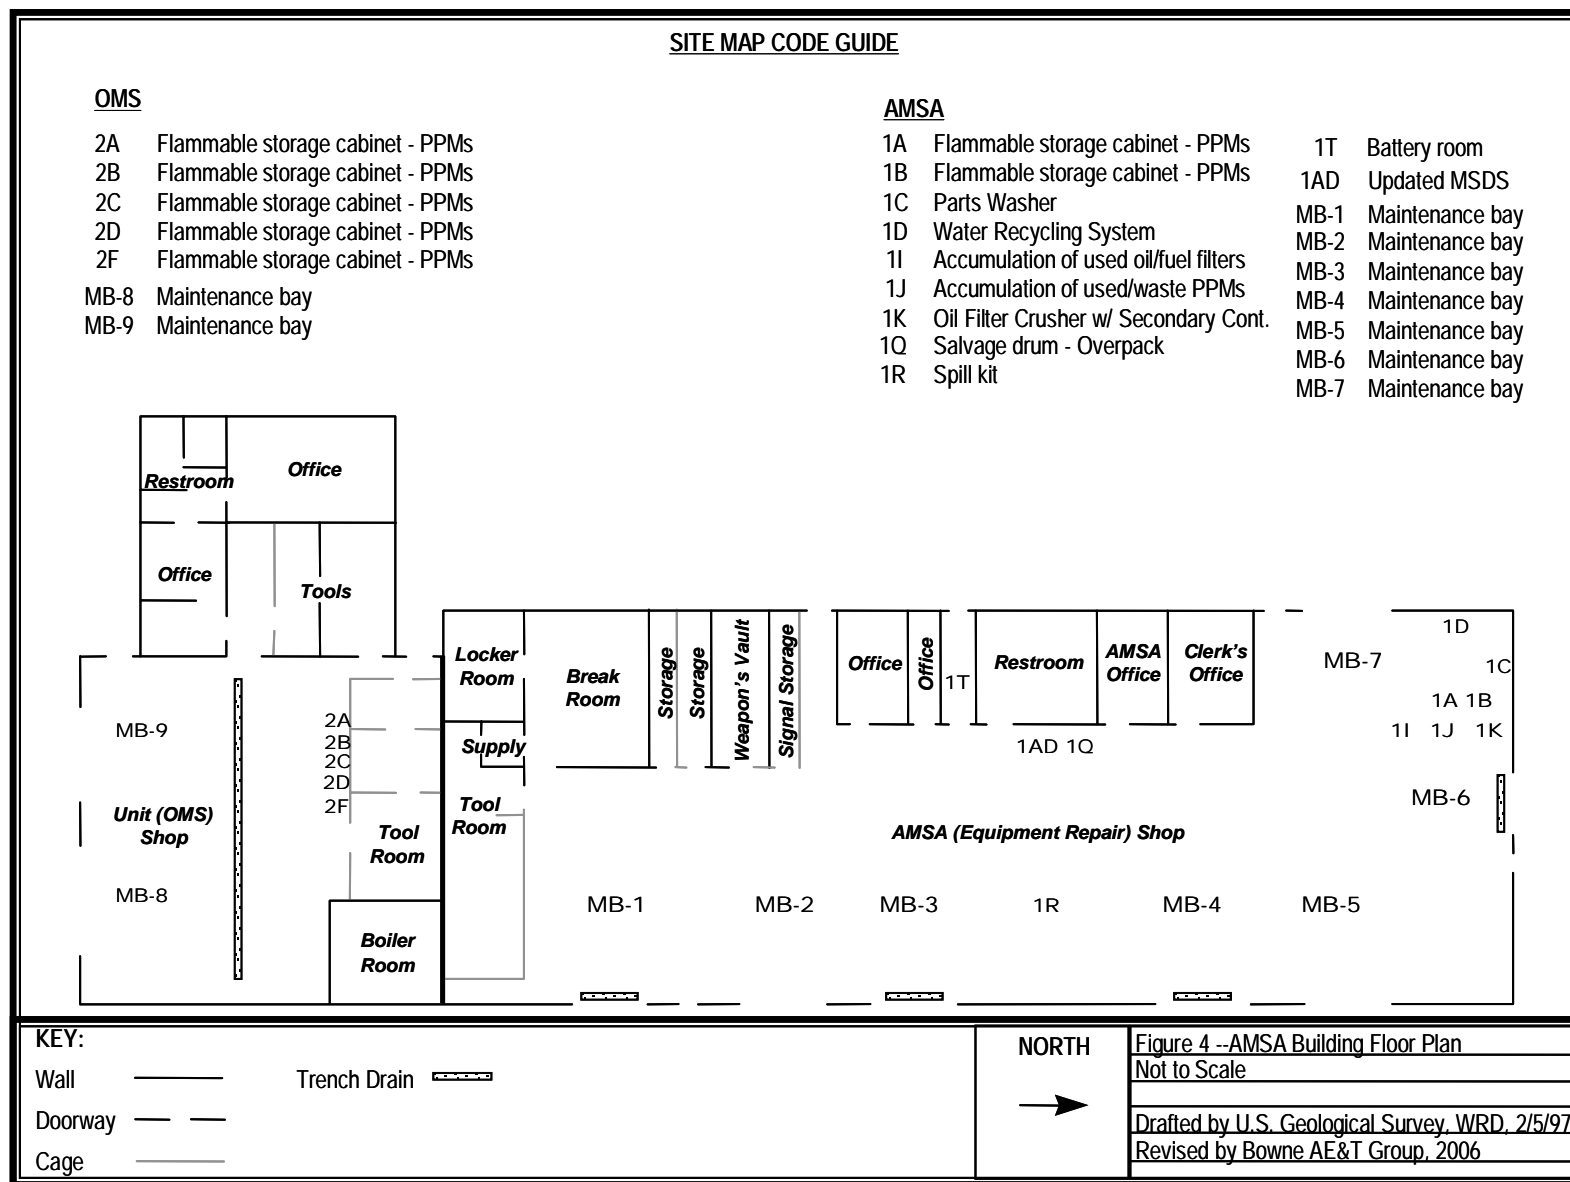 SITE MAP CODE GUIDE
OMS
2A Flammable storage cabinet - PPMs
2B Flammable storage cabinet - PPMs
2C Flammable storage cabinet - PPMs
2D Flammable storage cabinet - PPMs
2F Flammable storage cabinet - PPMs
MB-8 Maintenance bay
MB-9 Maintenance bay
AMSA
1A Flammable storage cabinet - PPMs
1B Flammable storage cabinet - PPMs
1C Parts Washer
1D Water Recycling System
1I Accumulation of used oil/fuel filters
1J Accumulation of used/waste PPMs
1K Oil Filter Crusher w/ Secondary Cont.
1Q Salvage drum - Overpack
1R Spill kit
1T Battery room
1AD Updated MSDS
MB-1 Maintenance bay
MB-2 Maintenance bay
MB-3 Maintenance bay
MB-4 Maintenance bay
MB-5 Maintenance bay
MB-6 Maintenance bay
MB-7 Maintenance bay
Restroom
Office
Office
Tools
MB-9
2A
2B
2C
2D
2F
Unit (OMS)
Shop
MB-8
Tool
Room
Boiler
Room
Locker
Room
Supply
Tool
Room
Break
Room
Storage
Storage
Weapon's Vault
Signal Storage
Office
Office
1T
Restroom
AMSA
Office
Clerk's
Office
1AD 1Q
MB-7
1D
1C
1A 1B
1I 1J 1K
MB-6
AMSA (Equipment Repair) Shop
MB-1
MB-2
MB-3
1R
MB-4
MB-5
KEY:
Wall
Trench Drain
Doorway
Cage
NORTH
Figure 4 --AMSA Building Floor Plan
Not to Scale
Drafted by U.S. Geological Survey, WRD, 2/5/97
Revised by Bowne AE&T Group, 2006